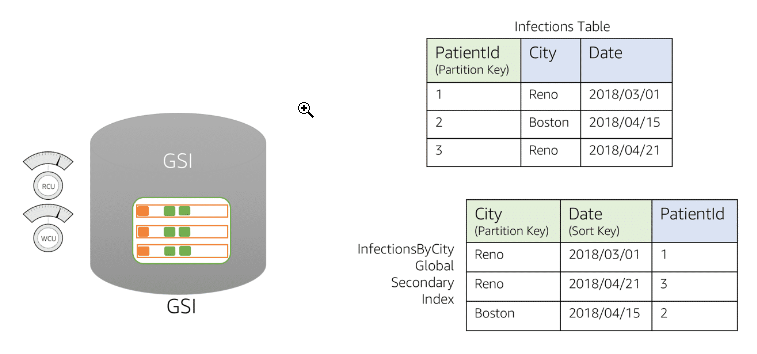 Infections Table
PatientId City Date
(Partition Key)
1 Reno 2018/03/01
2 Boston 2018/04/15
3 Reno 2018/04/21
GSI
RCU
WCU
GSI
InfectionsByCity
Global
Secondary
Index
City Date PatientId
(Partition Key) (Sort Key)
Reno 2018/03/01 1
Reno 2018/04/21 3
Boston 2018/04/15 2